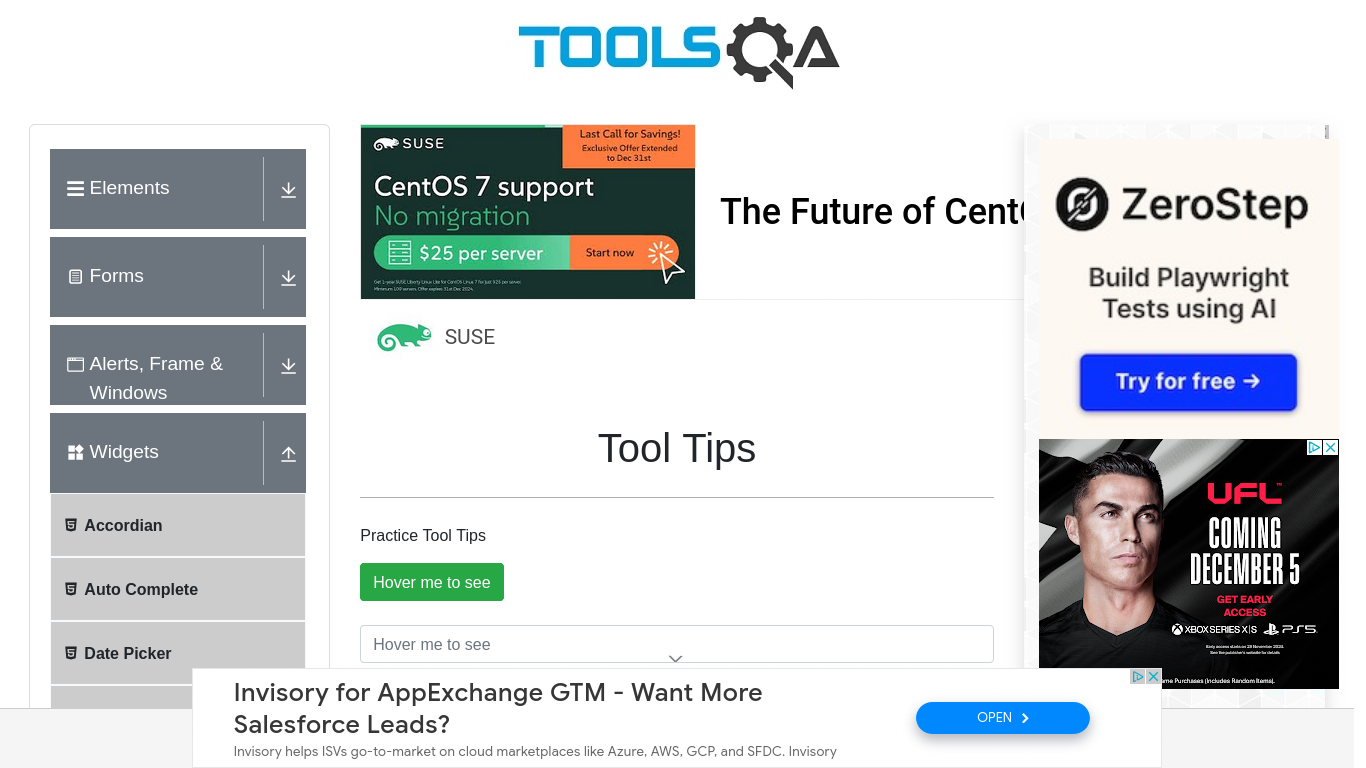 TOOLSQA
Elements
Forms
Alerts, Frame &
Windows
Widgets
Accordian
Auto Complete
Date Picker
SUSE
Last Call for Savings!
Exclusive Offer Extended
to Dec 31st
CentOS 7 support
No migration
$25 per server
Start now
The Future of Cent
SUSE
Tool Tips
Practice Tool Tips
Hover me to see
Hover me to see
ZeroStep
Build Playwright
Tests using AI
Try for free →
UFL
COMING
DECEMBER 5
GET EARLY
ACCESS
XBOX SERIES X|S PS5
Invisory for AppExchange GTM - Want More
Salesforce Leads?
Invisory helps ISVs go-to-market on cloud marketplaces like Azure, AWS, GCP, and SFDC. Invisory
OPEN